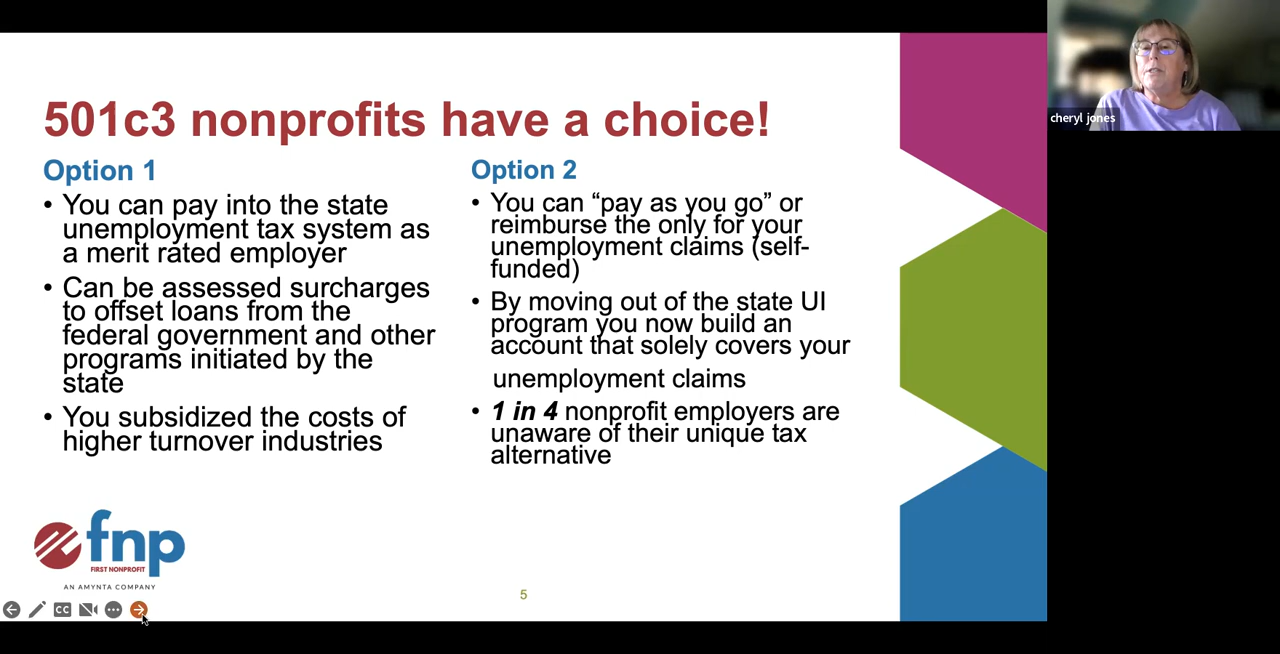 501c3 nonprofits have a choice!
Option 1
• You can pay into the state
unemployment tax system as
a merit rated employer
• Can be assessed surcharges
to offset loans from the
federal government and other
programs initiated by the
state
• You subsidized the costs of
higher turnover industries
Option 2
• You can “pay as you go” or
reimburse the only for your
unemployment claims (self-
funded)
• By moving out of the state UI
program you now build an
account that solely covers your
unemployment claims
• 1 in 4 nonprofit employers are
unaware of their unique tax
alternative
fnp
FIRST NONPROFIT
AN AMYNTA COMPANY
5
CC
cheryl jones